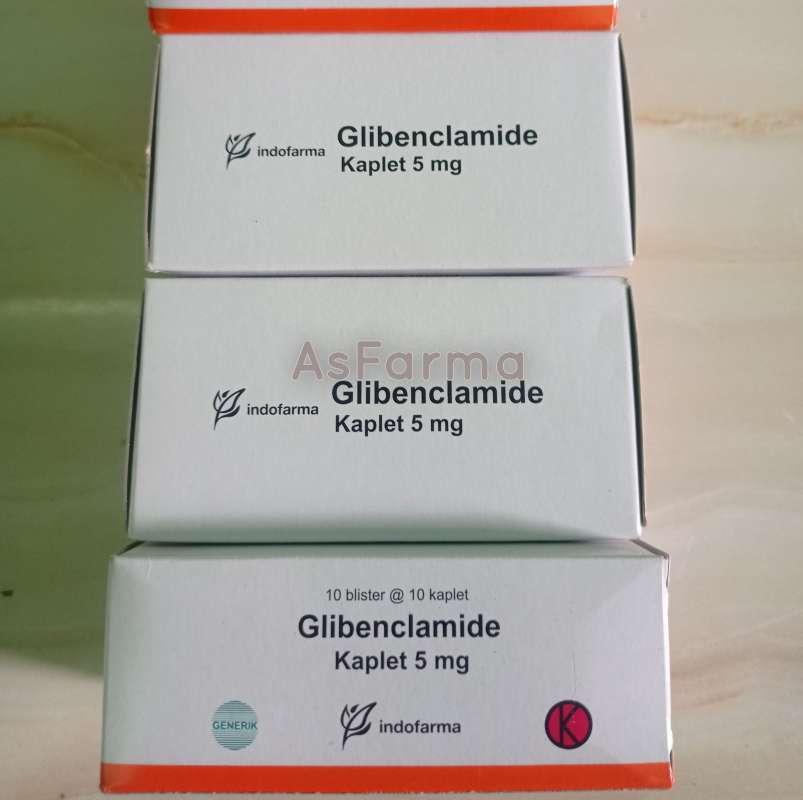 Glibenclamide
indofarma
Kaplet 5 mg
AsFarma
Glibenclamide
indofarma
Kaplet 5 mg
10 blister @ 10 kaplet
Glibenclamide
Kaplet 5 mg
GENERIK
indofarma
K